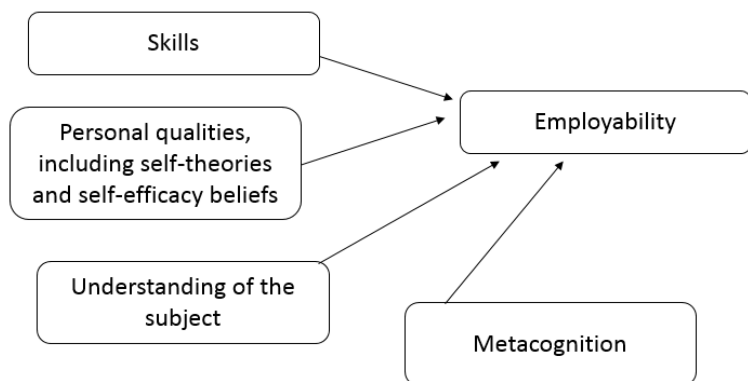 Skills
Personal qualities,
including self-theories
and self-efficacy beliefs
Employability
Understanding of the
subject
Metacognition